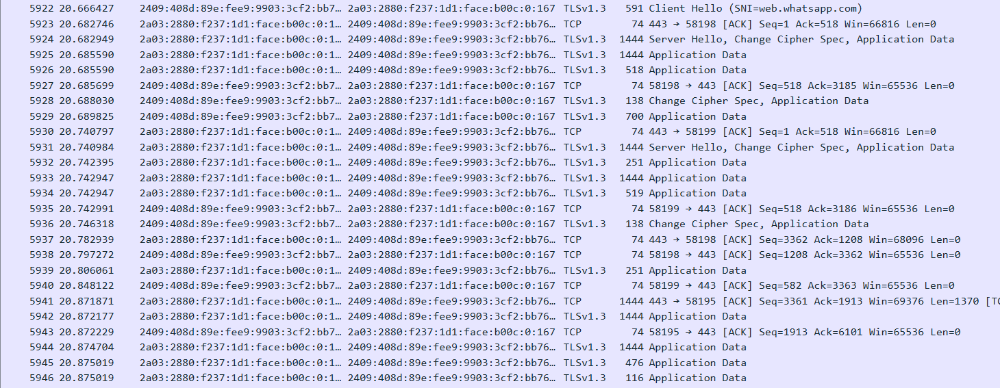 5922 20.666427 2409:408d:89e:fee9:9903:3cf2:bb7… 2a03:2880:f237:1d1:face:b00c:0:167 TLSv1.3 591 Client Hello (SNI=web.whatsapp.com)
5923 20.682746 2a03:2880:f237:1d1:face:b00c:0:1… 2409:408d:89e:fee9:9903:3cf2:bb76… TCP 74 443 → 58198 [ACK] Seq=1 Ack=518 Win=66816 Len=0
5924 20.682949 2a03:2880:f237:1d1:face:b00c:0:1… 2409:408d:89e:fee9:9903:3cf2:bb76… TLSv1.3 1444 Server Hello, Change Cipher Spec, Application Data
5925 20.685590 2a03:2880:f237:1d1:face:b00c:0:1… 2409:408d:89e:fee9:9903:3cf2:bb76… TLSv1.3 1444 Application Data
5926 20.685590 2a03:2880:f237:1d1:face:b00c:0:1… 2409:408d:89e:fee9:9903:3cf2:bb76… TLSv1.3 518 Application Data
5927 20.685699 2409:408d:89e:fee9:9903:3cf2:bb7… 2a03:2880:f237:1d1:face:b00c:0:167 TCP 74 58198 → 443 [ACK] Seq=518 Ack=3185 Win=65536 Len=0
5928 20.688030 2409:408d:89e:fee9:9903:3cf2:bb7… 2a03:2880:f237:1d1:face:b00c:0:167 TLSv1.3 138 Change Cipher Spec, Application Data
5929 20.689825 2409:408d:89e:fee9:9903:3cf2:bb7… 2a03:2880:f237:1d1:face:b00c:0:167 TLSv1.3 700 Application Data
5930 20.740797 2a03:2880:f237:1d1:face:b00c:0:1… 2409:408d:89e:fee9:9903:3cf2:bb76… TCP 74 443 → 58199 [ACK] Seq=1 Ack=518 Win=66816 Len=0
5931 20.740984 2a03:2880:f237:1d1:face:b00c:0:1… 2409:408d:89e:fee9:9903:3cf2:bb76… TLSv1.3 1444 Server Hello, Change Cipher Spec, Application Data
5932 20.742395 2a03:2880:f237:1d1:face:b00c:0:1… 2409:408d:89e:fee9:9903:3cf2:bb76… TLSv1.3 251 Application Data
5933 20.742947 2a03:2880:f237:1d1:face:b00c:0:1… 2409:408d:89e:fee9:9903:3cf2:bb76… TLSv1.3 1444 Application Data
5934 20.742947 2a03:2880:f237:1d1:face:b00c:0:1… 2409:408d:89e:fee9:9903:3cf2:bb76… TLSv1.3 519 Application Data
5935 20.742991 2409:408d:89e:fee9:9903:3cf2:bb7… 2a03:2880:f237:1d1:face:b00c:0:167 TCP 74 58199 → 443 [ACK] Seq=518 Ack=3186 Win=65536 Len=0
5936 20.746318 2409:408d:89e:fee9:9903:3cf2:bb7… 2a03:2880:f237:1d1:face:b00c:0:167 TLSv1.3 138 Change Cipher Spec, Application Data
5937 20.782939 2a03:2880:f237:1d1:face:b00c:0:1… 2409:408d:89e:fee9:9903:3cf2:bb76… TCP 74 443 → 58198 [ACK] Seq=3362 Ack=1208 Win=68096 Len=0
5938 20.797272 2409:408d:89e:fee9:9903:3cf2:bb7… 2a03:2880:f237:1d1:face:b00c:0:167 TCP 74 58198 → 443 [ACK] Seq=1208 Ack=3362 Win=65536 Len=0
5939 20.806061 2a03:2880:f237:1d1:face:b00c:0:1… 2409:408d:89e:fee9:9903:3cf2:bb76… TLSv1.3 251 Application Data
5940 20.848122 2409:408d:89e:fee9:9903:3cf2:bb7… 2a03:2880:f237:1d1:face:b00c:0:167 TCP 74 58199 → 443 [ACK] Seq=582 Ack=3363 Win=65536 Len=0
5941 20.871871 2a03:2880:f237:1d1:face:b00c:0:1… 2409:408d:89e:fee9:9903:3cf2:bb76… TCP 1444 443 → 58195 [ACK] Seq=3361 Ack=1913 Win=69376 Len=1370
5942 20.872177 2a03:2880:f237:1d1:face:b00c:0:1… 2409:408d:89e:fee9:9903:3cf2:bb76… TLSv1.3 1444 Application Data
5943 20.872229 2409:408d:89e:fee9:9903:3cf2:bb7… 2a03:2880:f237:1d1:face:b00c:0:167 TCP 74 58195 → 443 [ACK] Seq=1913 Ack=6101 Win=65536 Len=0
5944 20.874704 2a03:2880:f237:1d1:face:b00c:0:1… 2409:408d:89e:fee9:9903:3cf2:bb76… TLSv1.3 1444 Application Data
5945 20.875019 2a03:2880:f237:1d1:face:b00c:0:1… 2409:408d:89e:fee9:9903:3cf2:bb76… TLSv1.3 476 Application Data
5946 20.875019 2a03:2880:f237:1d1:face:b00c:0:1… 2409:408d:89e:fee9:9903:3cf2:bb76… TLSv1.3 116 Application Data